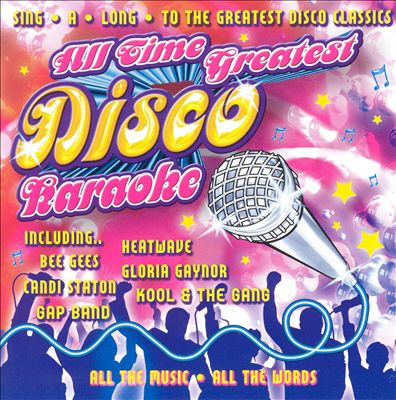 SING • A • LONG • TO THE GREATEST DISCO CLASSICS
All Time Greatest
Disco
Karaoke
INCLUDING..
BEE GEES
CANDI STATON
GAP BAND
HEATWAVE
GLORIA GAYNOR
KOOL & THE GANG
ALL THE MUSIC • ALL THE WORDS